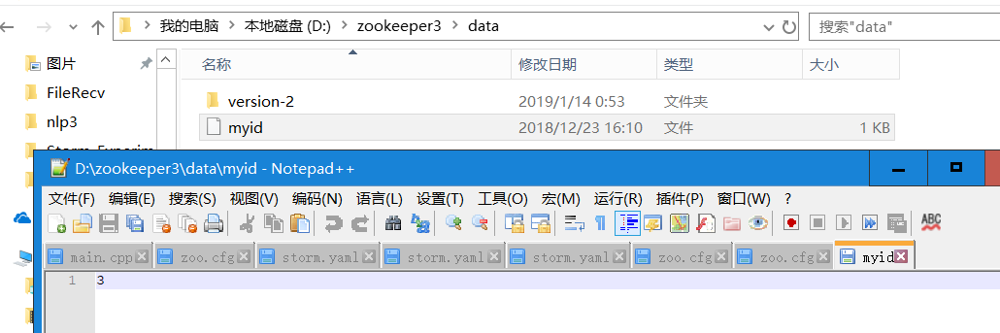 我的电脑 本地磁盘 (D:) zookeeper3 data 搜索"data"
图片 名称 修改日期 类型 大小
FileRecv version-2 2019/1/14 0:53 文件夹
nlp3 myid 2018/12/23 16:10 文件 1 KB
D:\zookeeper3\data\myid - Notepad++
文件(F) 编辑(E) 搜索(S) 视图(V) 编码(N) 语言(L) 设置(T) 工具(O) 宏(M) 运行(R) 插件(P) 窗口(W) ?
ABC
main.cpp zoo.cfg storm.yaml storm.yaml storm.yaml zoo.cfg zoo.cfg myid
1 3